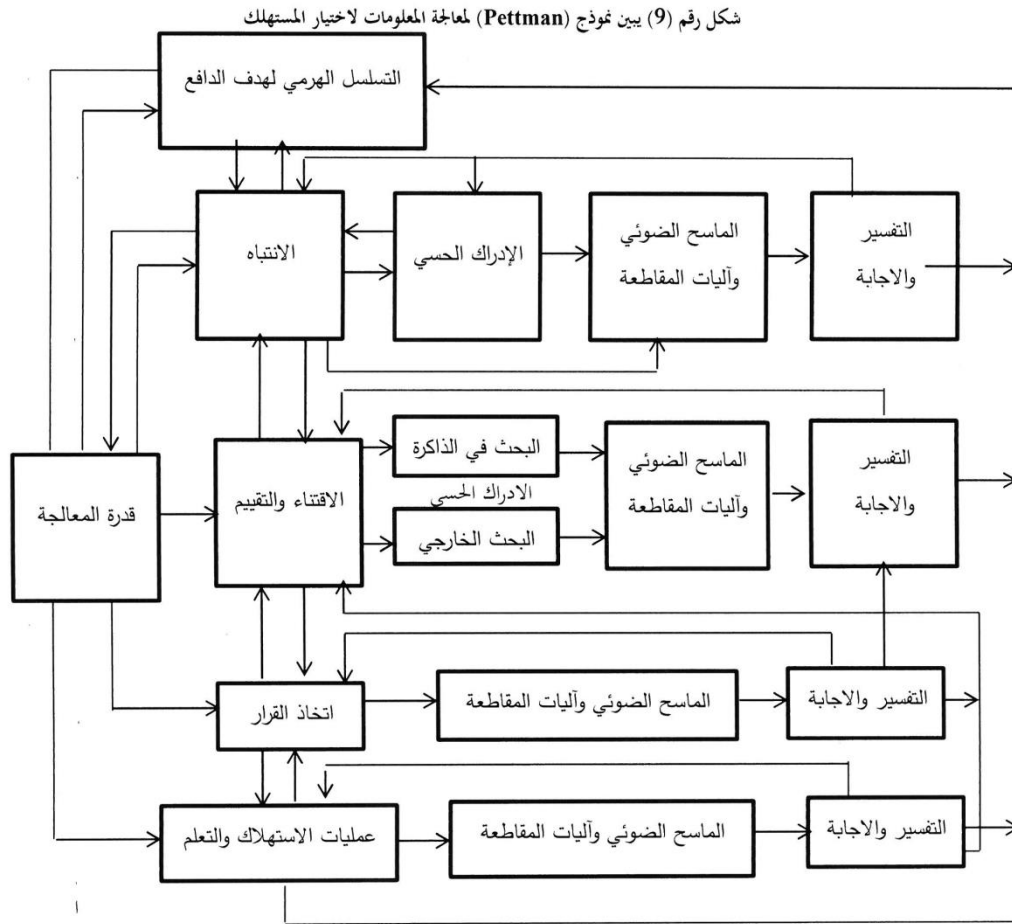 شكل رقم (9) يبين نموذج (Pettman) لمعالجة المعلومات لاختيار المستهلك
التسلسل الهرمي لهدف الدافع
الانتباه
الإدراك الحسي
الماسح الضوئي
وآليات المقاطعة
التفسير
والاجابة
قدرة المعالجة
الاقتناء والتقييم
البحث في الذاكرة
الادراك الحسي
البحث الخارجي
الماسح الضوئي
وآليات المقاطعة
التفسير
والاجابة
اتخاذ القرار
الماسح الضوئي وآليات المقاطعة
التفسير والاجابة
عمليات الاستهلاك والتعلم
الماسح الضوئي وآليات المقاطعة
التفسير والاجابة